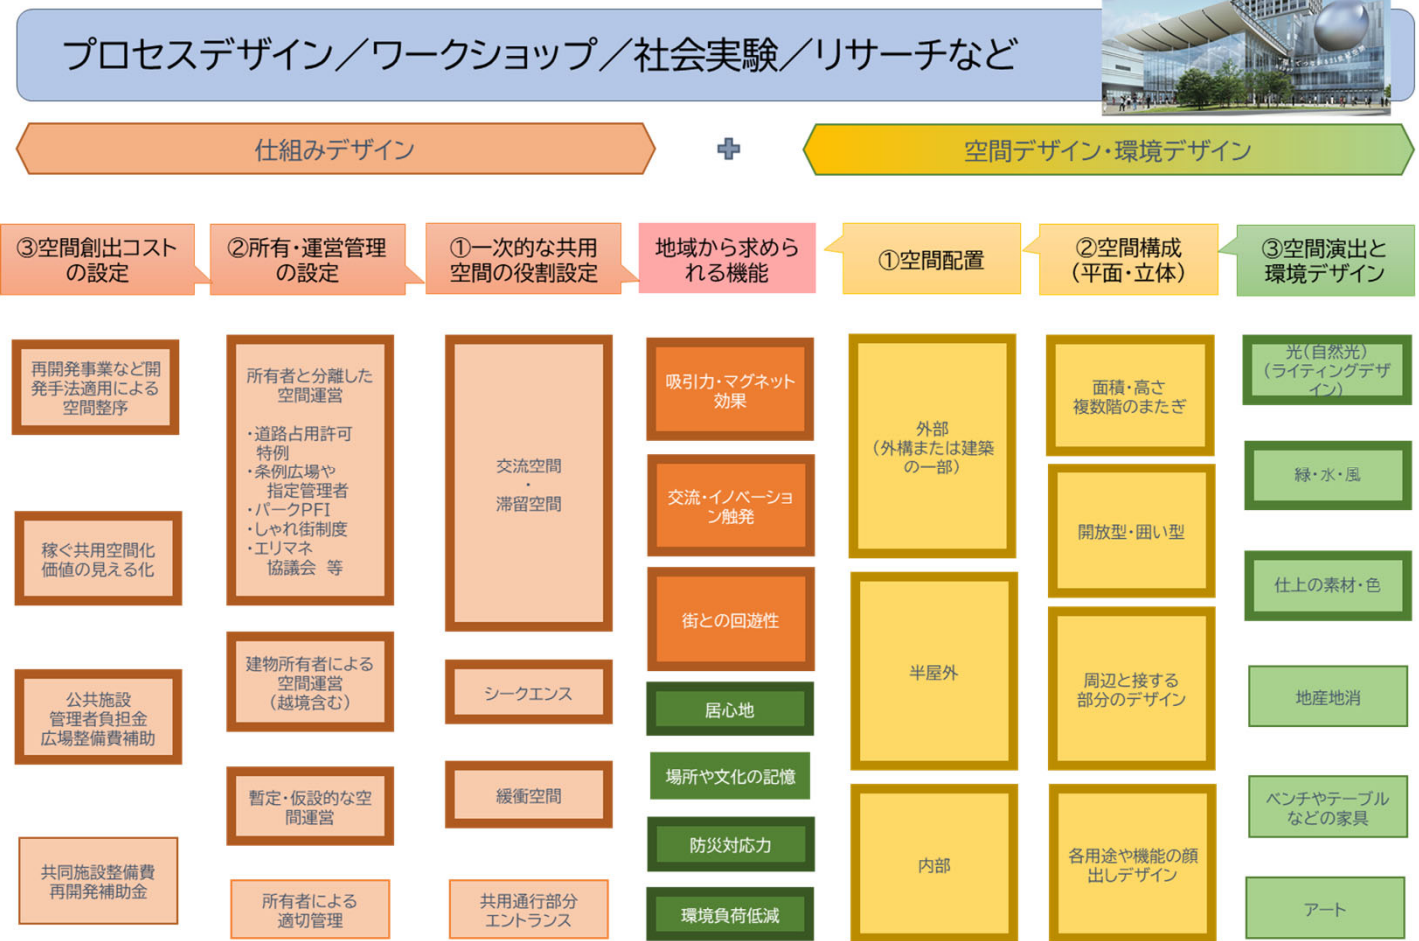 プロセスデザイン／ワークショップ／社会実験／リサーチなど
仕組みデザイン
空間デザイン・環境デザイン
③空間創出コスト
の設定
②所有・運営管理
の設定
①一次的な共用
空間の役割設定
地域から求めら
れる機能
①空間配置
②空間構成
（平面・立体）
③空間演出と
環境デザイン
再開発事業など開
発手法適用による
空間整序
稼ぐ共用空間化
価値の見える化
公共施設
管理者負担金
広場整備費補助
共同施設整備費
再開発補助金
所有者と分離した
空間運営
・道路占用許可
特例
・条例広場や
指定管理者
・パークPFI
・しゃれ街制度
・エリマネ
協議会 等
建物所有者による
空間運営
（越境含む）
暫定・仮設的な空
間運営
所有者による
適切管理
交流空間
・
滞留空間
シークエンス
緩衝空間
共用通行部分
エントランス
吸引力・マグネット
効果
交流・イノベーショ
ン触発
街との回遊性
居心地
場所や文化の記憶
防災対応力
環境負荷低減
外部
（外構または建築
の一部）
半屋外
内部
面積・高さ
複数階のまたぎ
開放型・囲い型
周辺と接する
部分のデザイン
各用途や機能の顔
出しデザイン
光（自然光）
（ライティングデザ
イン）
緑・水・風
仕上の素材・色
地産地消
ベンチやテーブル
などの家具
アート